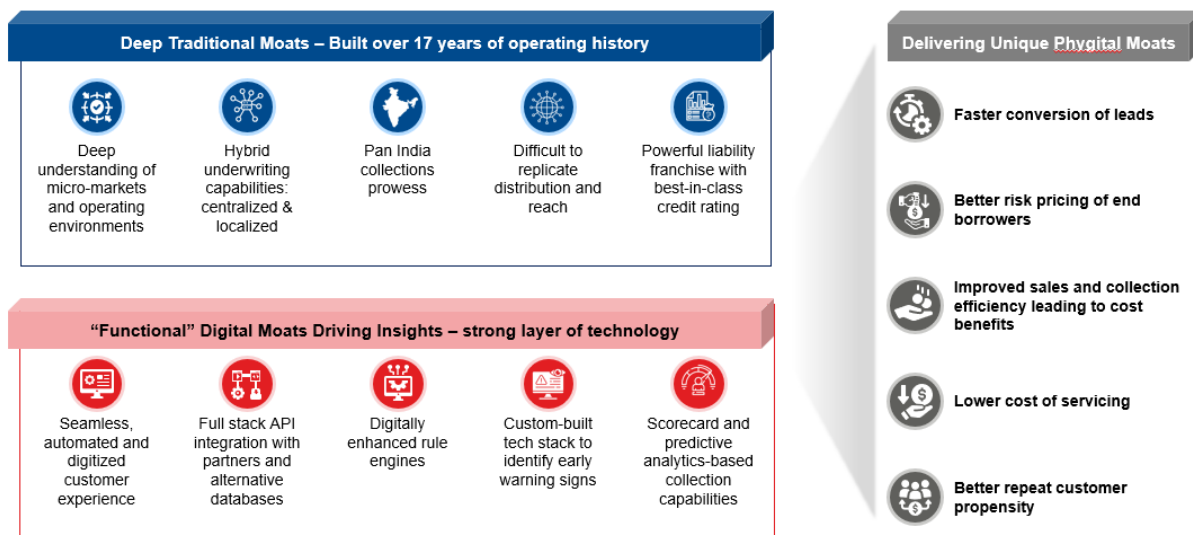 Deep Traditional Moats – Built over 17 years of operating history
Deep
understanding of
micro-markets
and operating
environments
Hybrid
underwriting
capabilities:
centralized &
localized
Pan India
collections
prowess
Difficult to
replicate
distribution and
reach
Powerful liability
franchise with
best-in-class
credit rating
“Functional” Digital Moats Driving Insights – strong layer of technology
Seamless,
automated and
digitized
customer
experience
Full stack API
integration with
partners and
alternative
databases
Digitally
enhanced rule
engines
Custom-built
tech stack to
identify early
warning signs
Scorecard and
predictive
analytics-based
collection
capabilities
Delivering Unique Phygital Moats
Faster conversion of leads
Better risk pricing of end
borrowers
Improved sales and collection
efficiency leading to cost
benefits
Lower cost of servicing
Better repeat customer
propensity